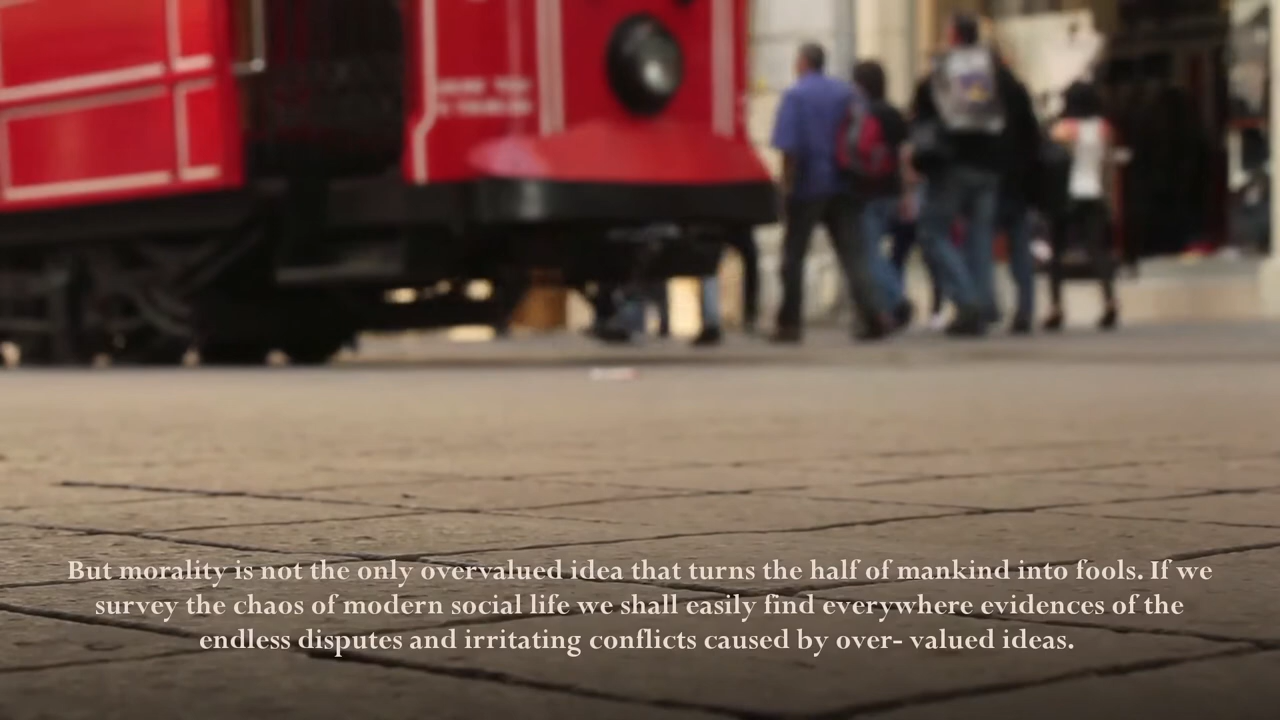 But morality is not the only overvalued idea that turns the half of mankind into fools. If we
survey the chaos of modern social life we shall easily find everywhere evidences of the
endless disputes and irritating conflicts caused by over- valued ideas.